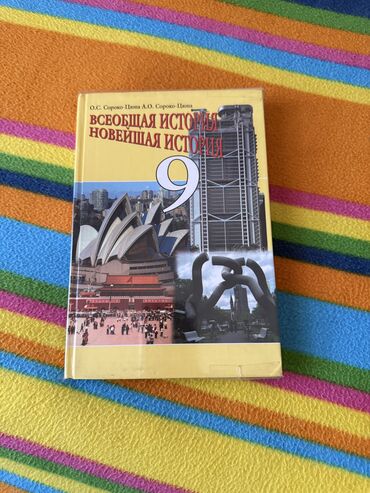 О.С. Сороко-Цюпа А.О. Сороко-Цюпа
ВСЕОБЩАЯ ИСТОРИЯ
НОВЕЙШАЯ ИСТОРИЯ
9